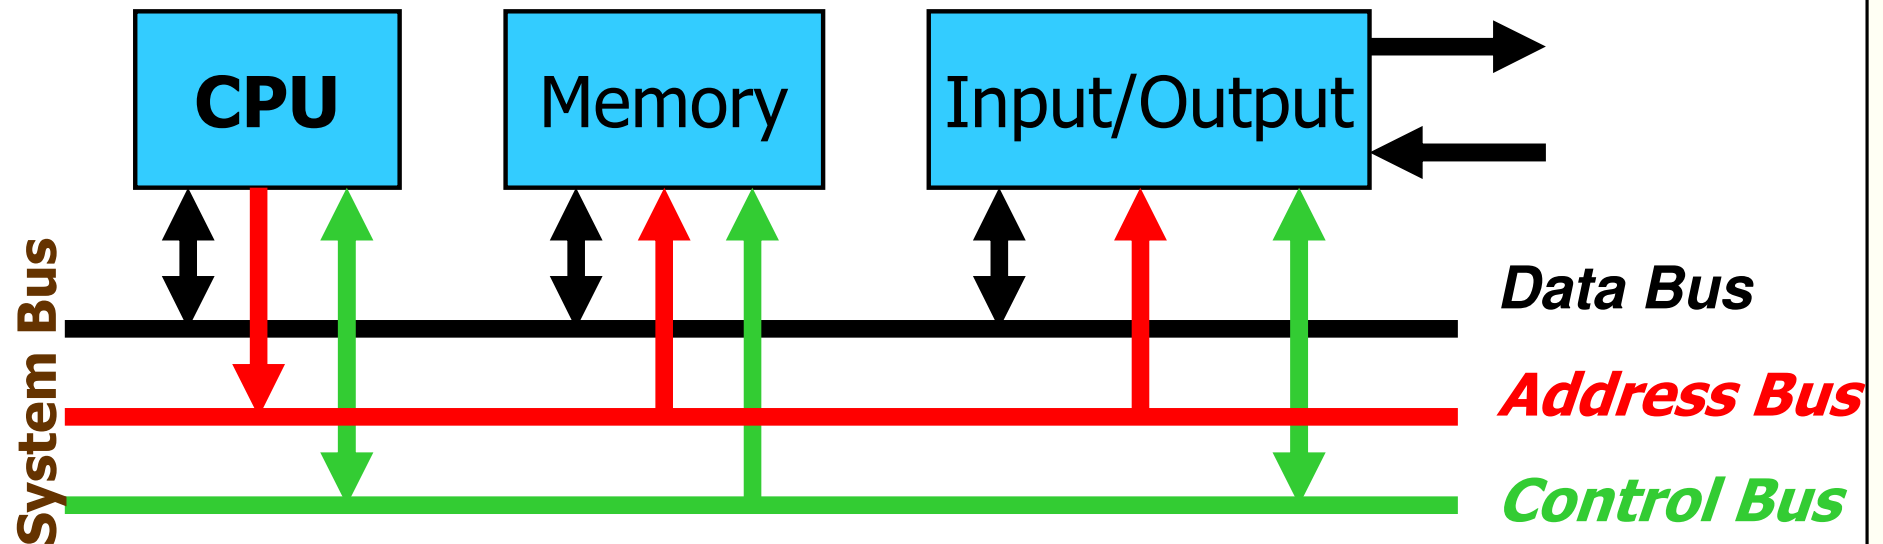 CPU
Memory
Input/Output
System Bus
Data Bus
Address Bus
Control Bus